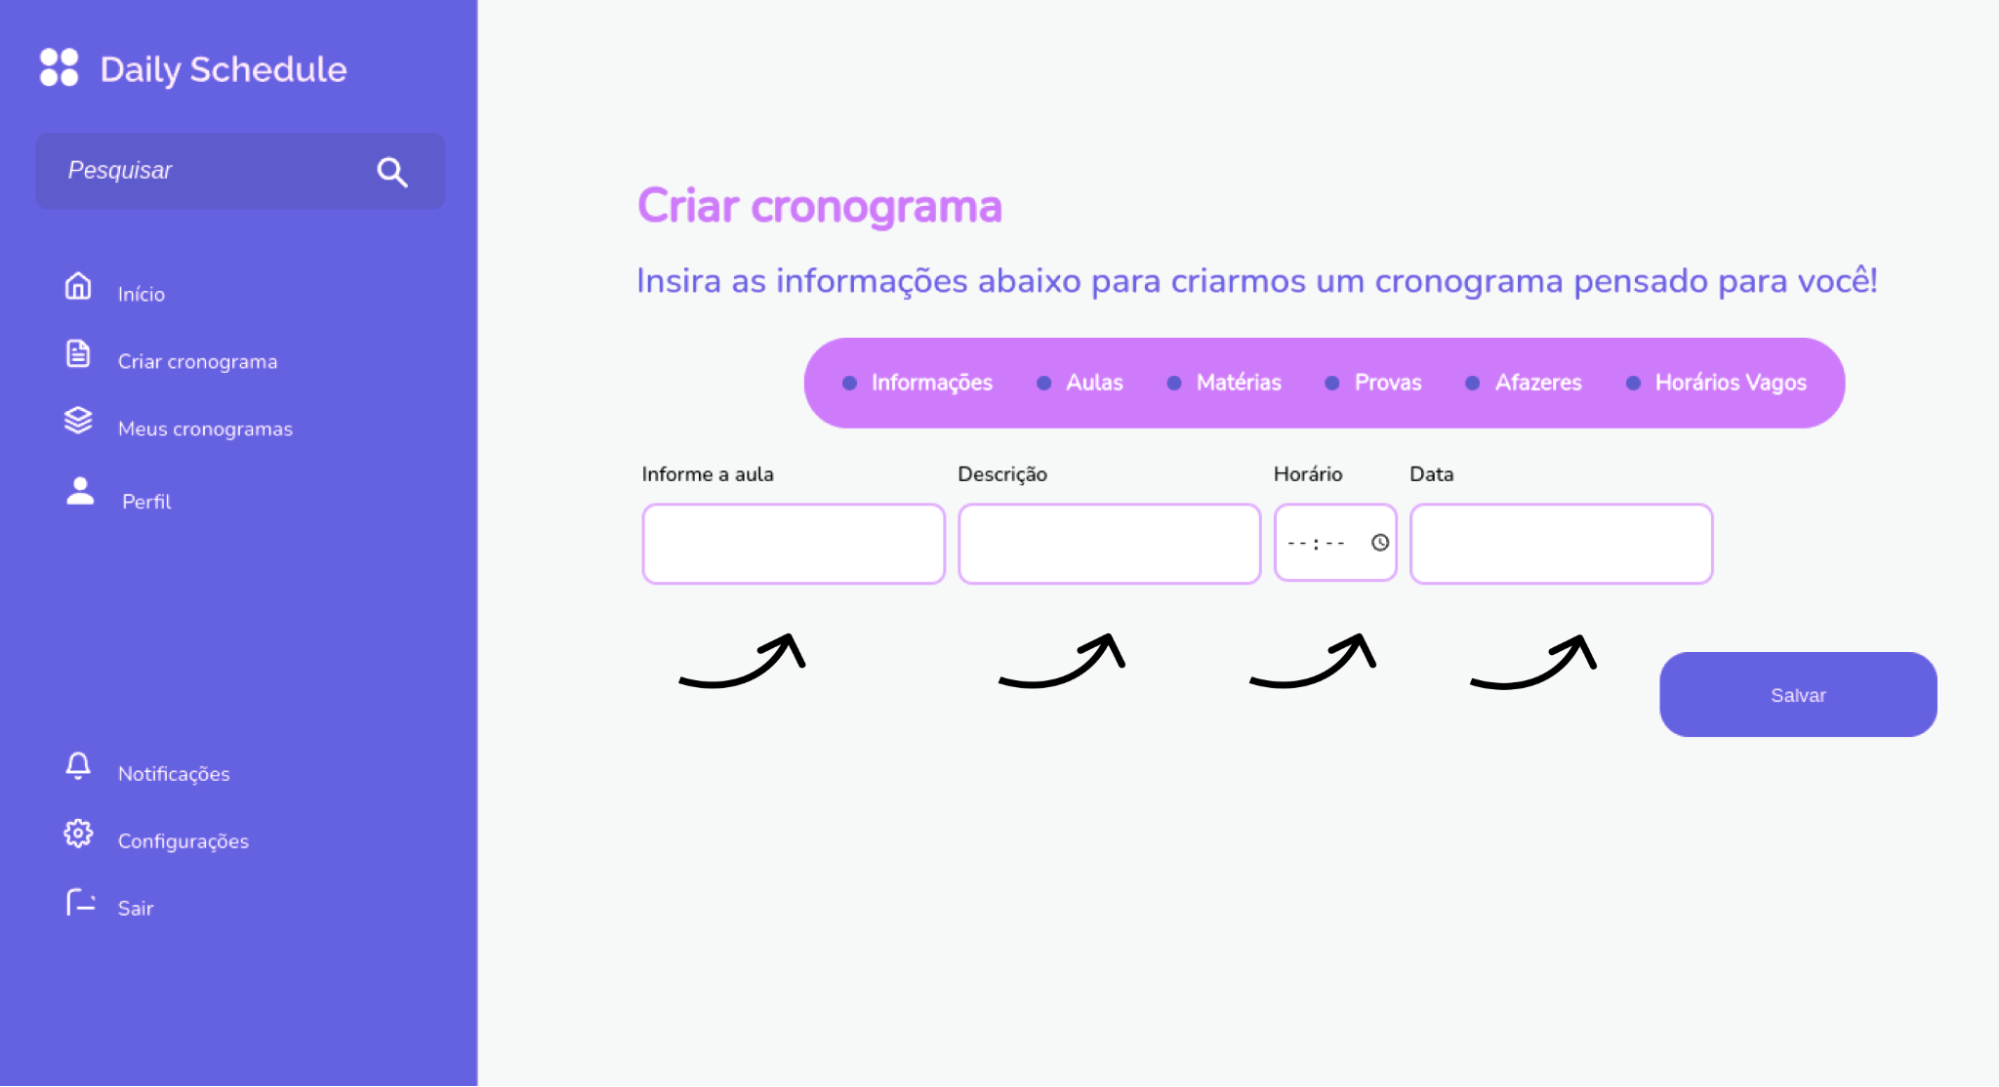 Daily Schedule
Pesquisar
Início
Criar cronograma
Meus cronogramas
Perfil
Notificações
Configurações
Sair
Criar cronograma
Insira as informações abaixo para criarmos um cronograma pensado para você!
Informações Aulas Matérias Provas Afazeres Horários Vagos
Informe a aula Descrição Horário Data
--:--
Salvar